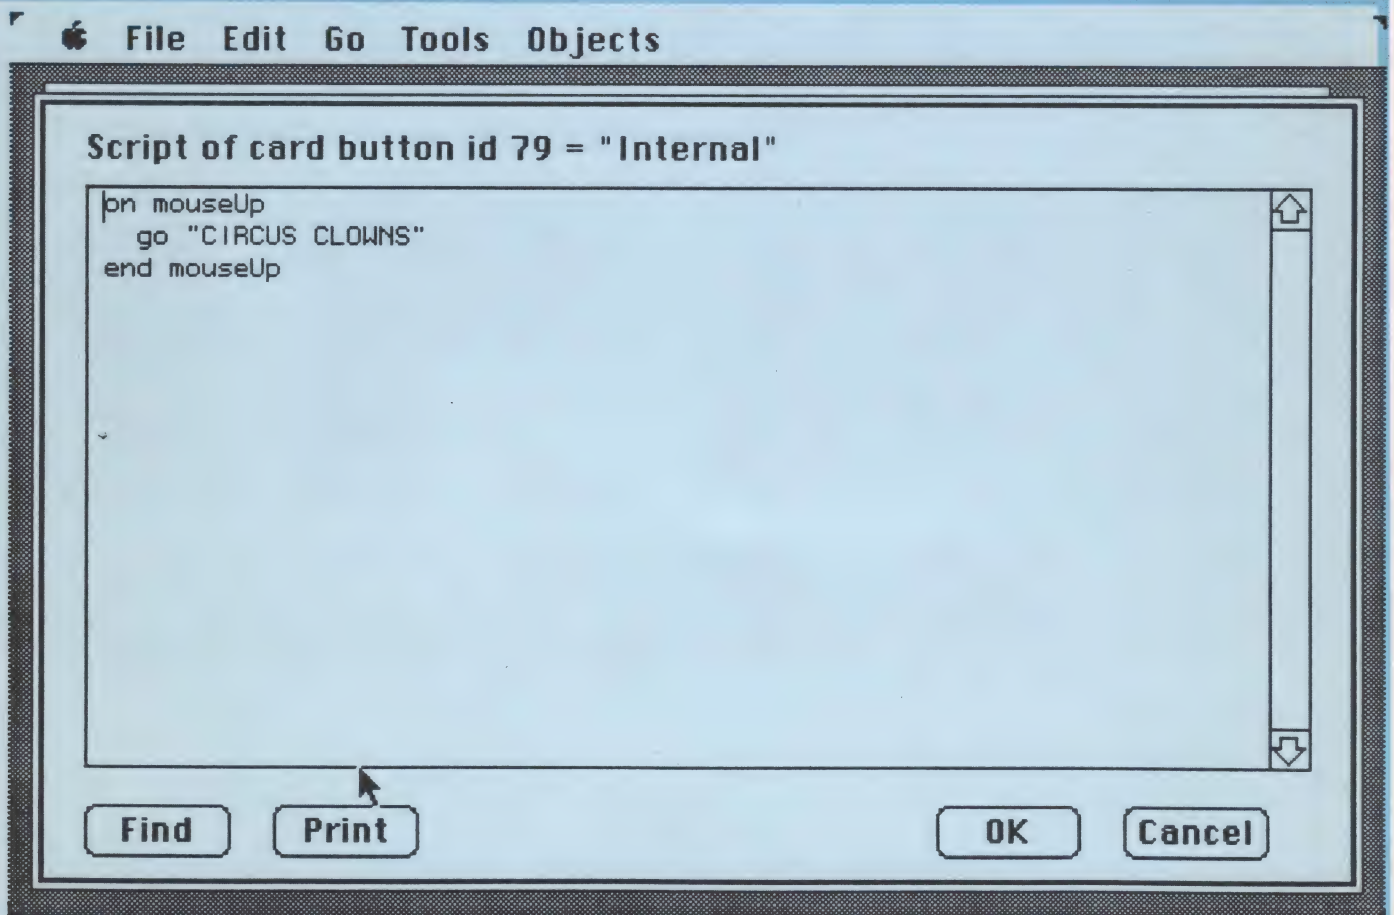 File Edit Go Tools Objects
Script of card button id 79 = "Internal"
on mouseUp
go "CIRCUS CLOWNS"
end mouseUp
Find Print OK Cancel